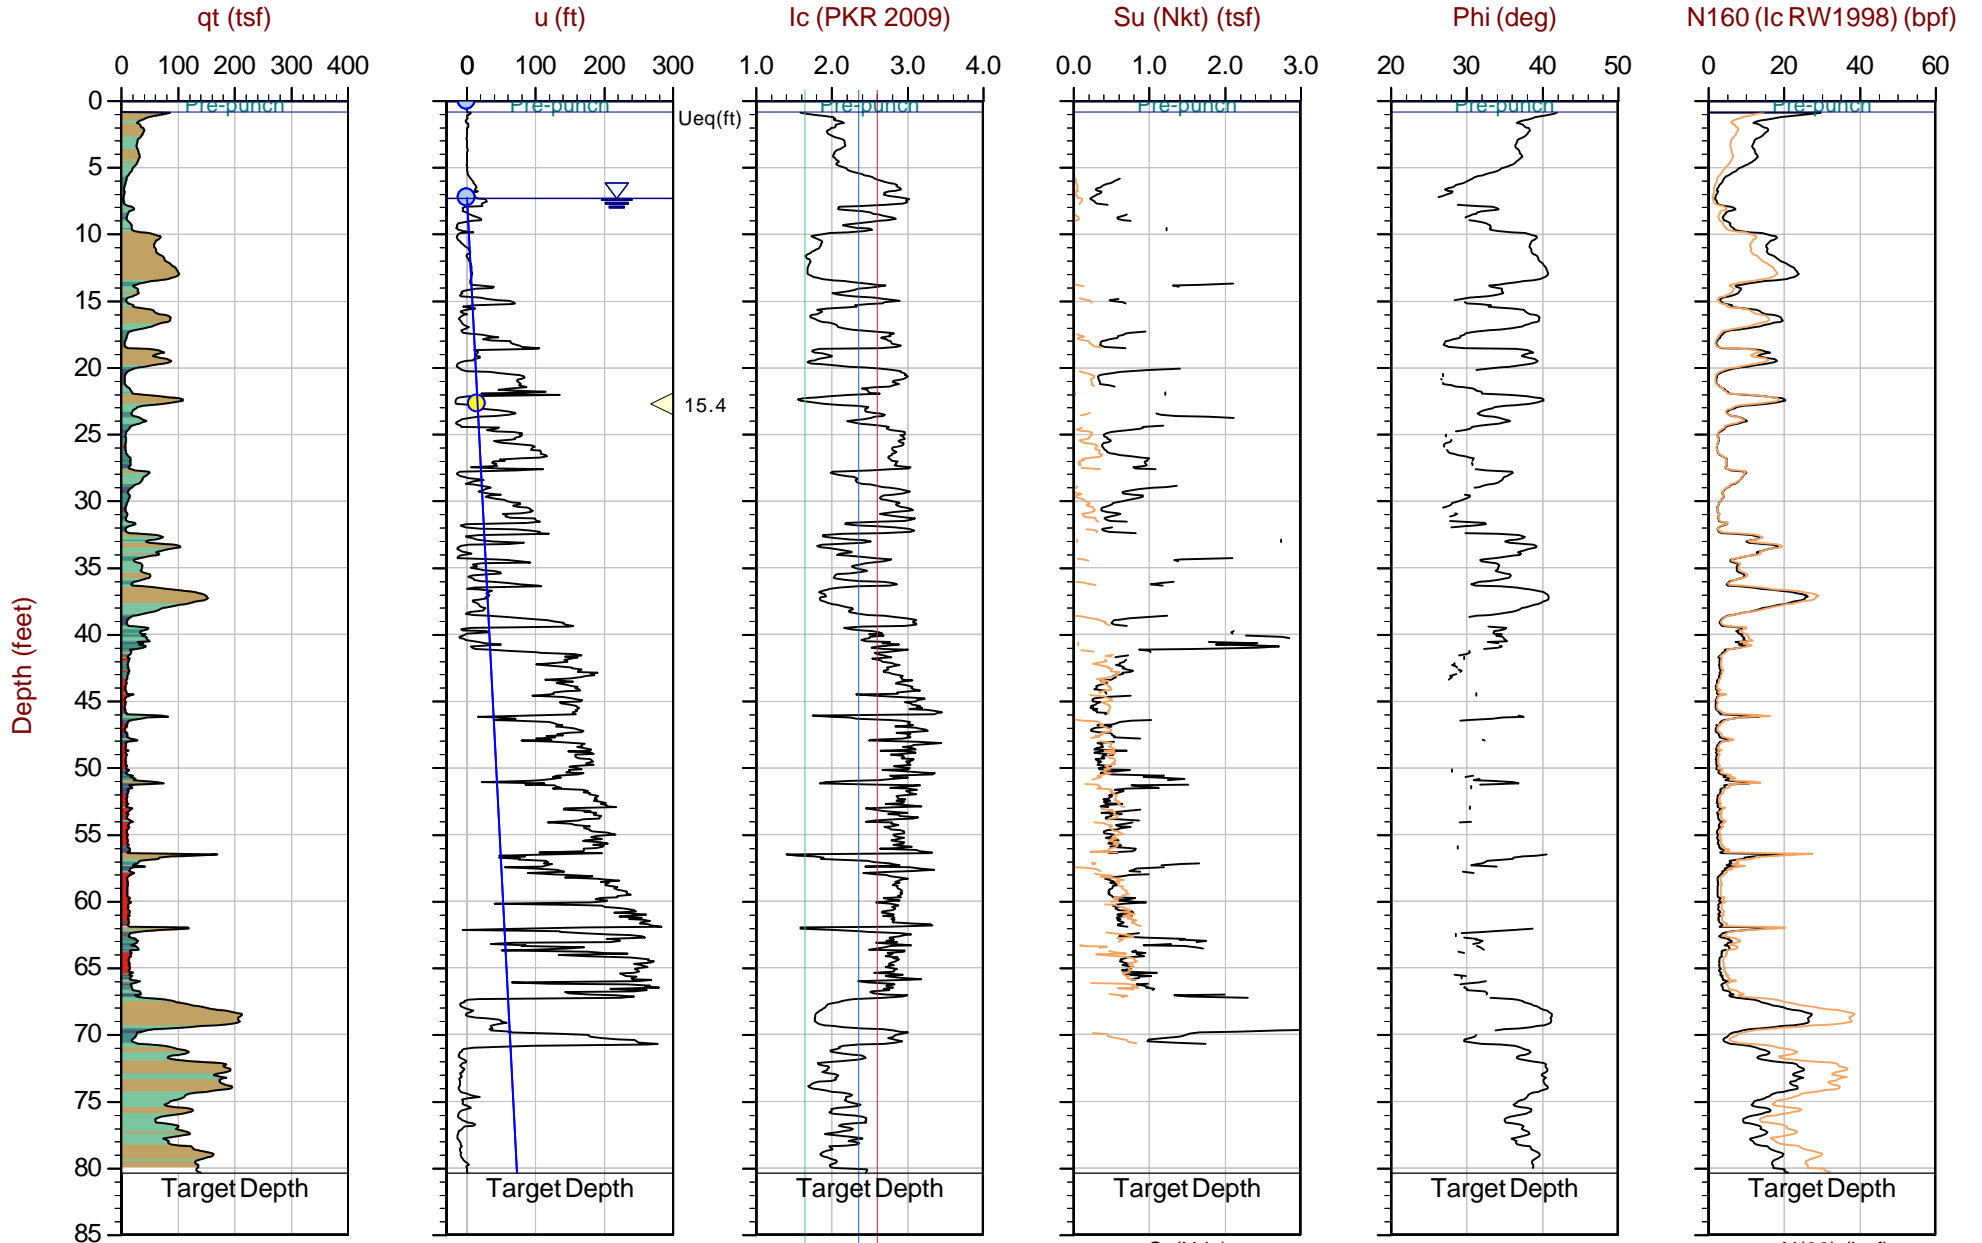 qt (tsf)
u (ft)
Ic (PKR 2009)
Su (Nkt) (tsf)
Phi (deg)
N160 (Ic RW1998) (bpf)
0 100 200 300 400
0 100 200 300
1.0 2.0 3.0 4.0
0.0 1.0 2.0 3.0
20 30 40 50
0 20 40 60
Pre-punch
Pre-punch
Pre-punch
Pre-punch
Pre-punch
Pre-punch
Ueq(ft)
15.4
Depth (feet)
0
5
10
15
20
25
30
35
40
45
50
55
60
65
70
75
80
85
Target Depth
Target Depth
Target Depth
Target Depth
Target Depth
Target Depth